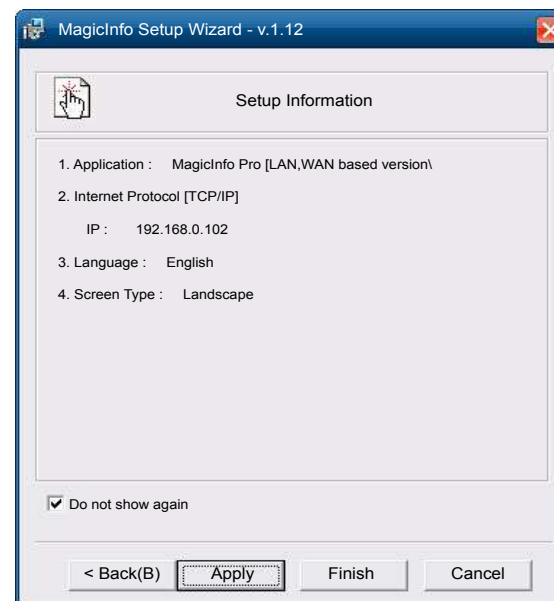 MagicInfo Setup Wizard - v.1.12
Setup Information
1. Application : MagicInfo Pro [LAN,WAN based version\
2. Internet Protocol [TCP/IP]
IP : 192.168.0.102
3. Language : English
4. Screen Type : Landscape
Do not show again
< Back(B) Apply Finish Cancel